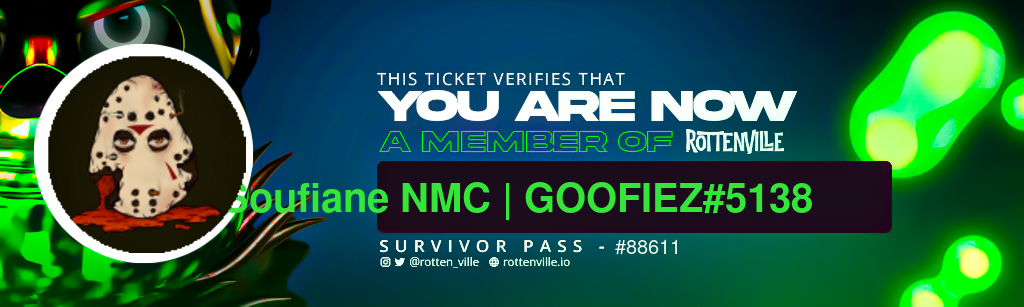 THIS TICKET VERIFIES THAT
YOU ARE NOW
A MEMBER OF ROTTENVILLE
Soufiane NMC | GOOFIEZ#5138
SURVIVOR PASS - #88611
@rotten_ville rottenville.io